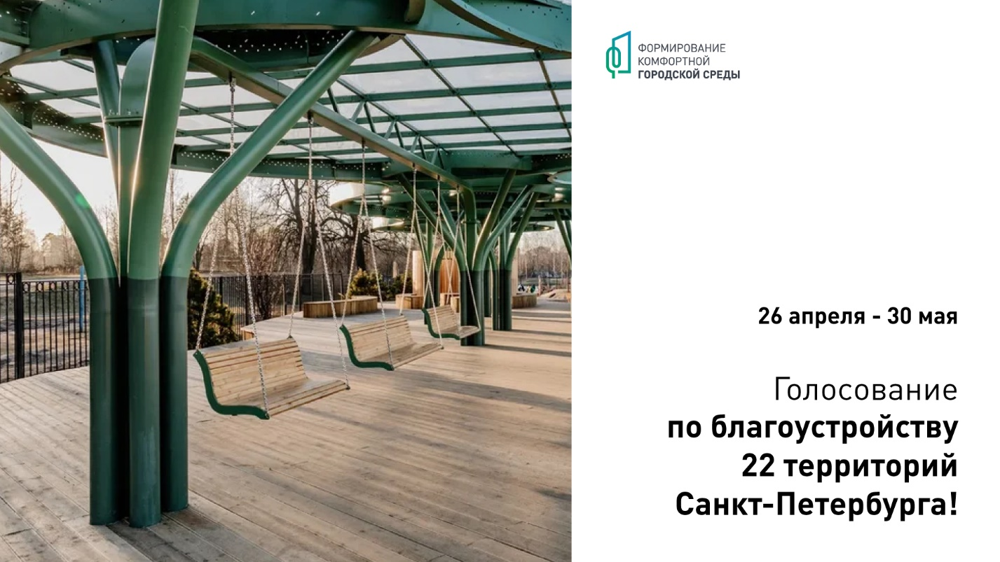 ФОРМИРОВАНИЕ
КОМФОРТНОЙ
ГОРОДСКОЙ СРЕДЫ
26 апреля - 30 мая
Голосование
по благоустройству
22 территорий
Санкт-Петербурга!